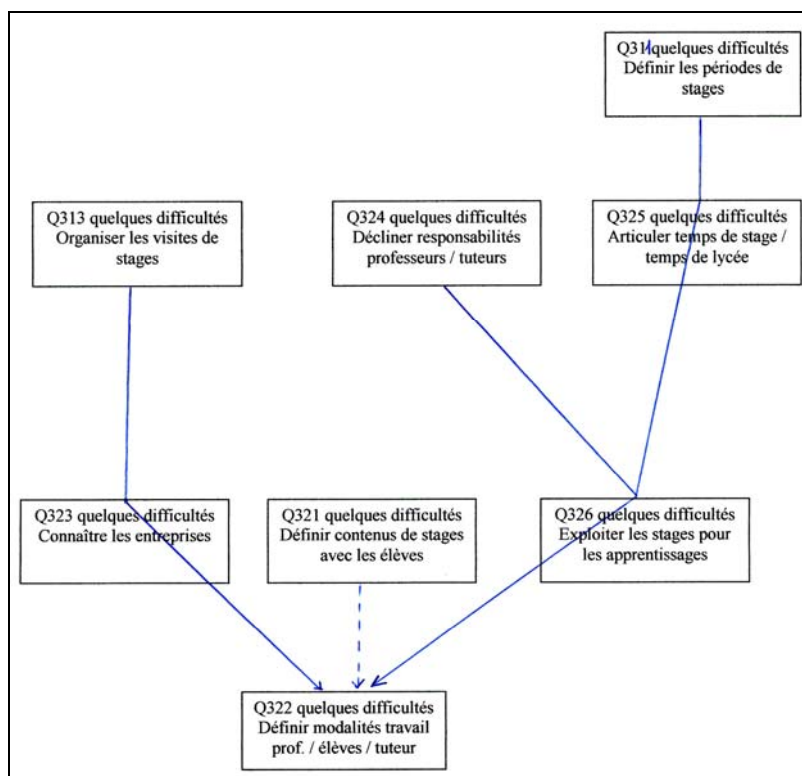 Q311 quelques difficultés
Définir les périodes de
stages
Q313 quelques difficultés
Organiser les visites de
stages
Q324 quelques difficultés
Décliner responsabilités
professeurs / tuteurs
Q325 quelques difficultés
Articuler temps de stage /
temps de lycée
Q323 quelques difficultés
Connaître les entreprises
Q321 quelques difficultés
Définir contenus de stages
avec les élèves
Q326 quelques difficultés
Exploiter les stages pour
les apprentissages
Q322 quelques difficultés
Définir modalités travail
prof. / élèves / tuteur